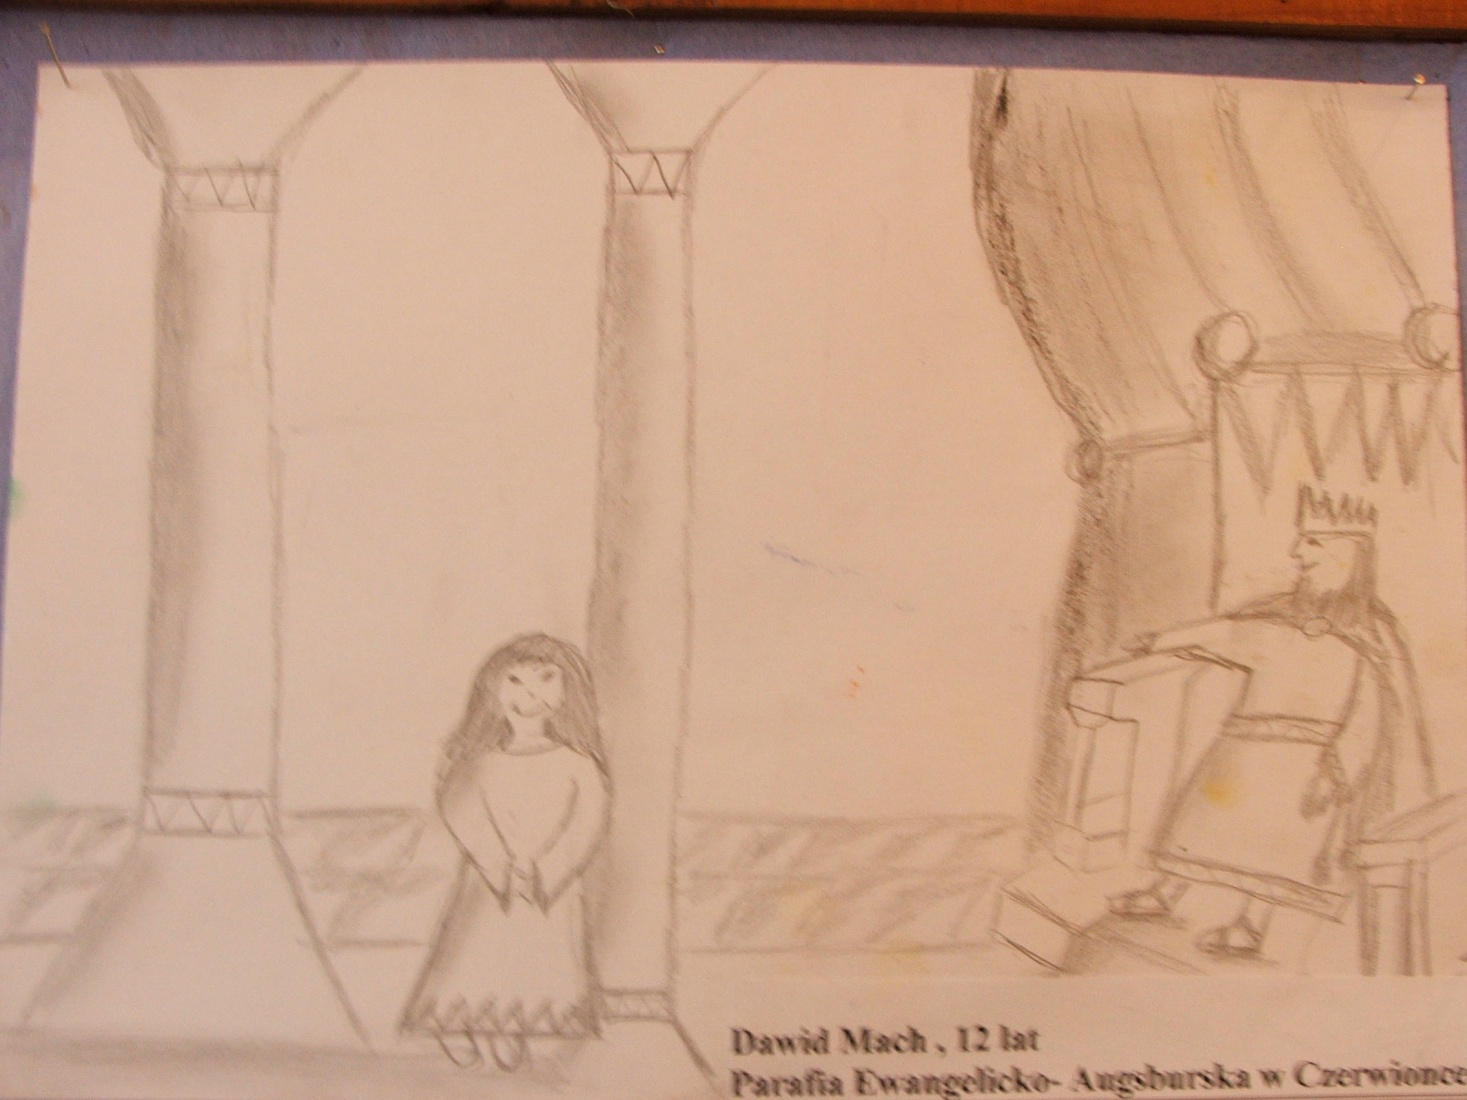 Dawid Mach , 12 lat
Parafia Ewangelicko- Augsburska w Czerwionce